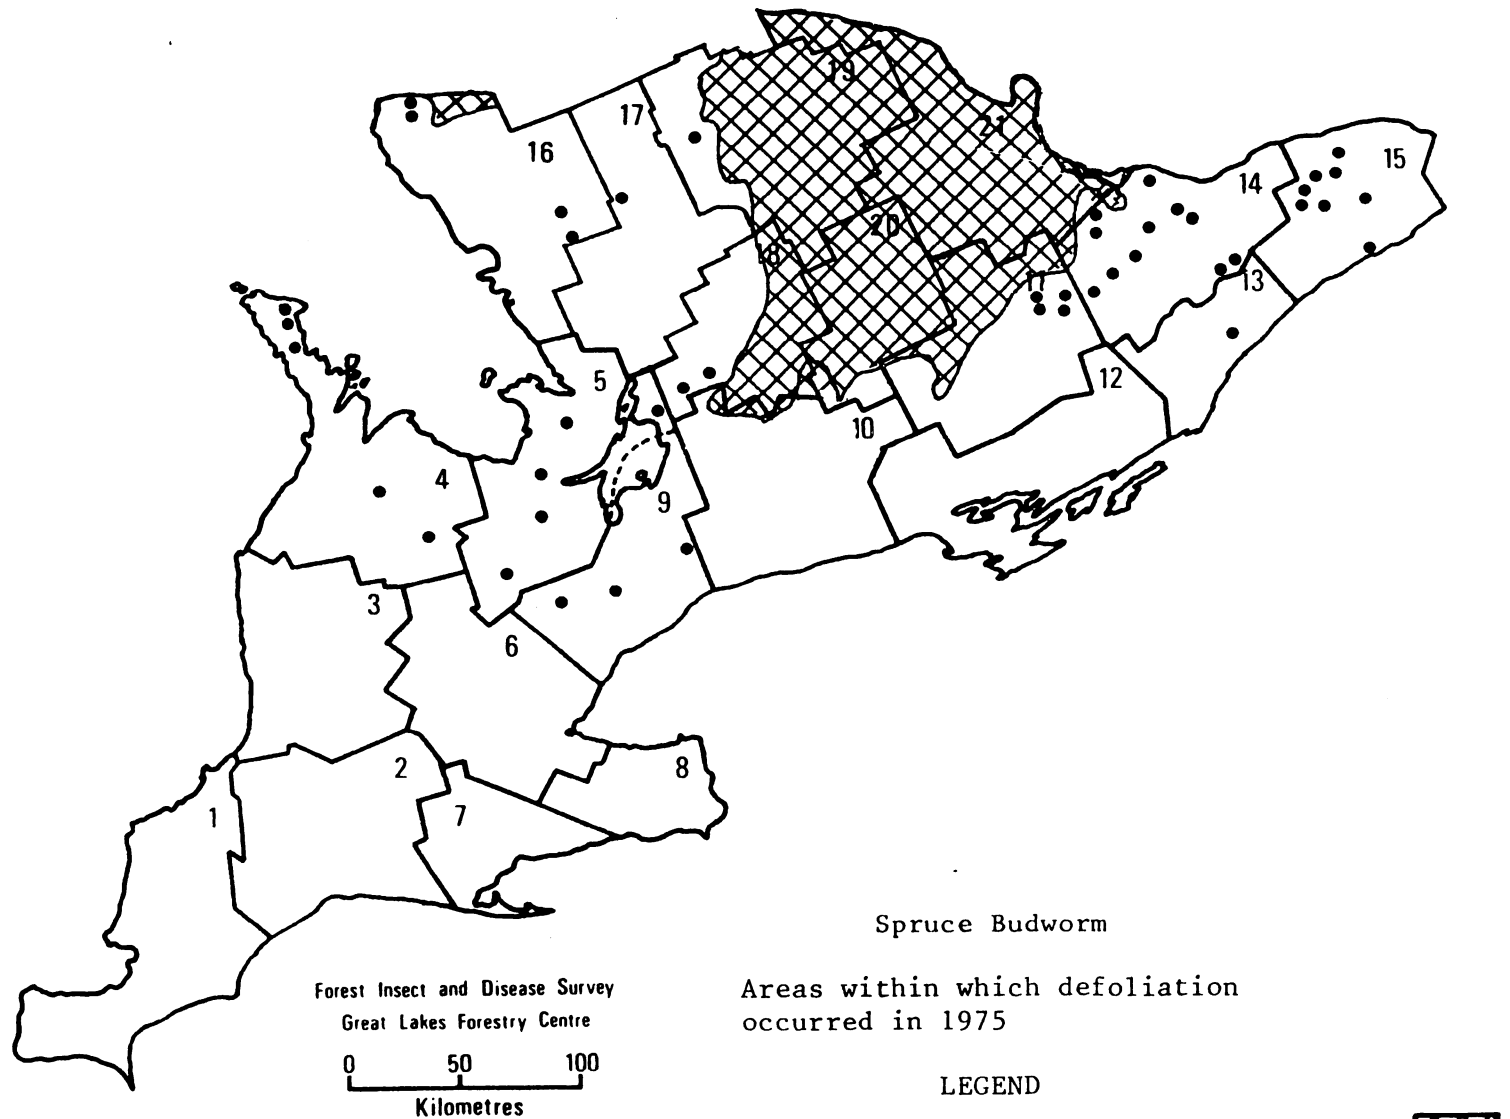 19
17
21
16
15
14
20
18
11
13
5
12
10
4
9
3
6
2
8
1
7
Spruce Budworm
Forest Insect and Disease Survey
Great Lakes Forestry Centre
0 50 100
Kilometres
Areas within which defoliation
occurred in 1975
LEGEND